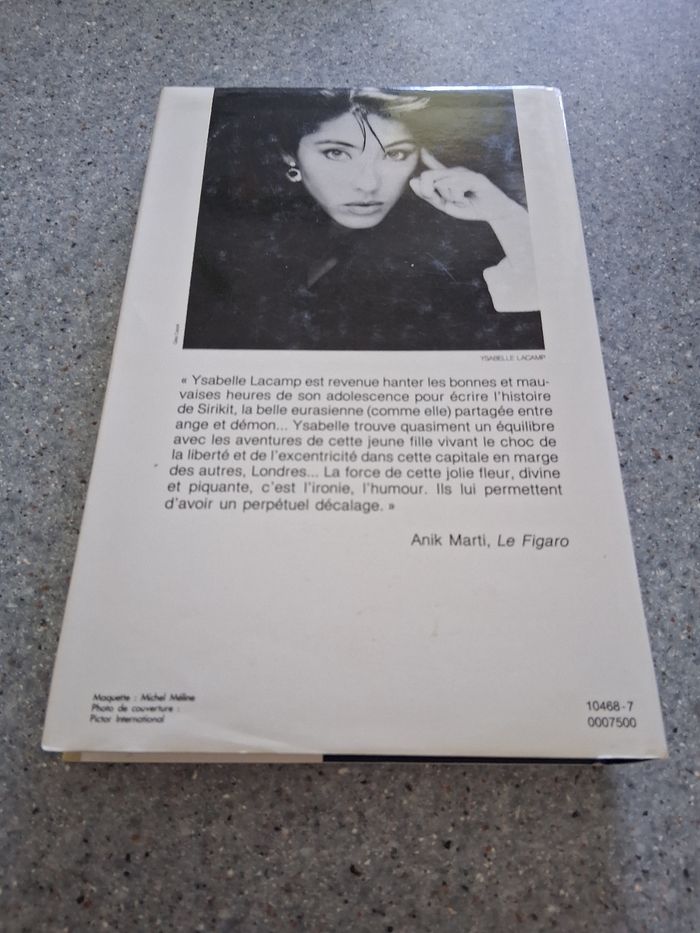 YSABELLE LACAMP
« Ysabelle Lacamp est revenue hanter les bonnes et mau-
vaises heures de son adolescence pour écrire l'histoire
de Sirikit, la belle eurasienne (comme elle) partagée entre
ange et démon... Ysabelle trouve quasiment un équilibre
avec les aventures de cette jeune fille vivant le choc de
la liberté et de l'excentricité dans cette capitale en marge
des autres, Londres... La force de cette jolie fleur, divine
et piquante, c'est l'ironie, l'humour. Ils lui permettent
d'avoir un perpétuel décalage. »
Anik Marti, Le Figaro
Maquette : Michel Méline
Photo de couverture :
Pictor International
10468-7
0007500